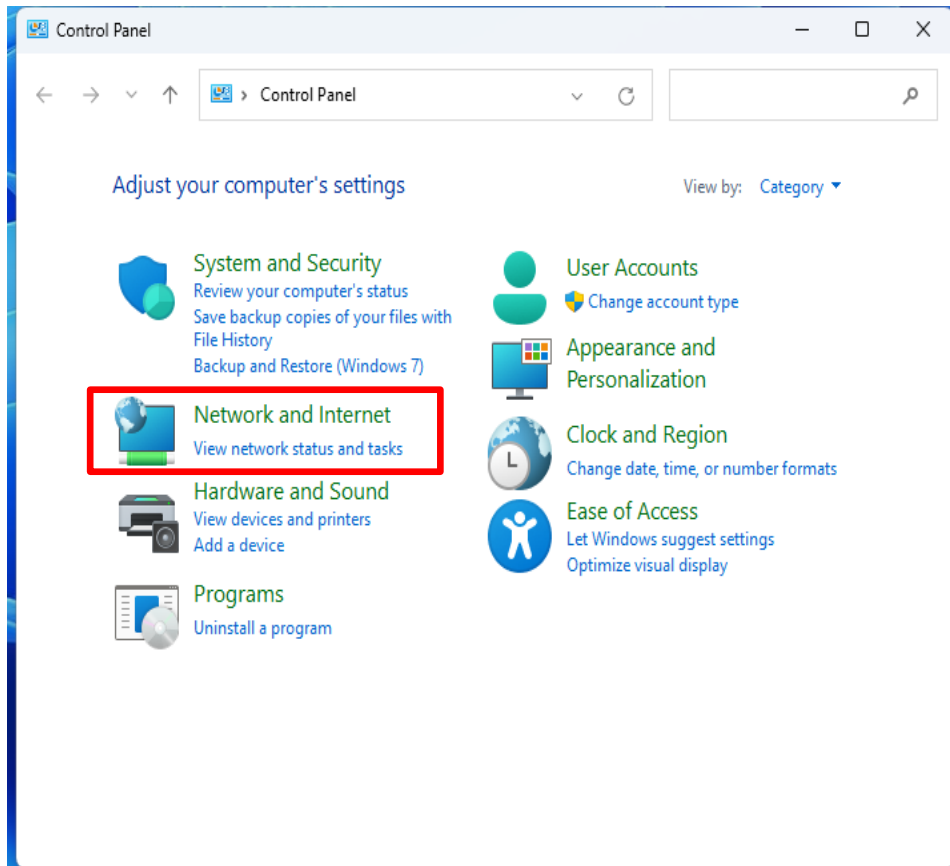 Control Panel
Control Panel
Adjust your computer's settings
View by: Category
System and Security
Review your computer's status
Save backup copies of your files with
File History
Backup and Restore (Windows 7)
Network and Internet
View network status and tasks
Hardware and Sound
View devices and printers
Add a device
Programs
Uninstall a program
User Accounts
Change account type
Appearance and
Personalization
Clock and Region
Change date, time, or number formats
Ease of Access
Let Windows suggest settings
Optimize visual display